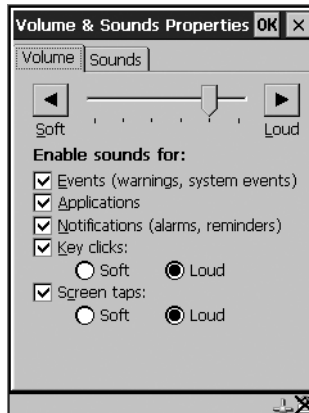 Volume & Sounds Properties OK ×
Volume Sounds
Soft Loud
Enable sounds for:
Events (warnings, system events)
Applications
Notifications (alarms, reminders)
Key clicks:
Soft Loud
Screen taps:
Soft Loud